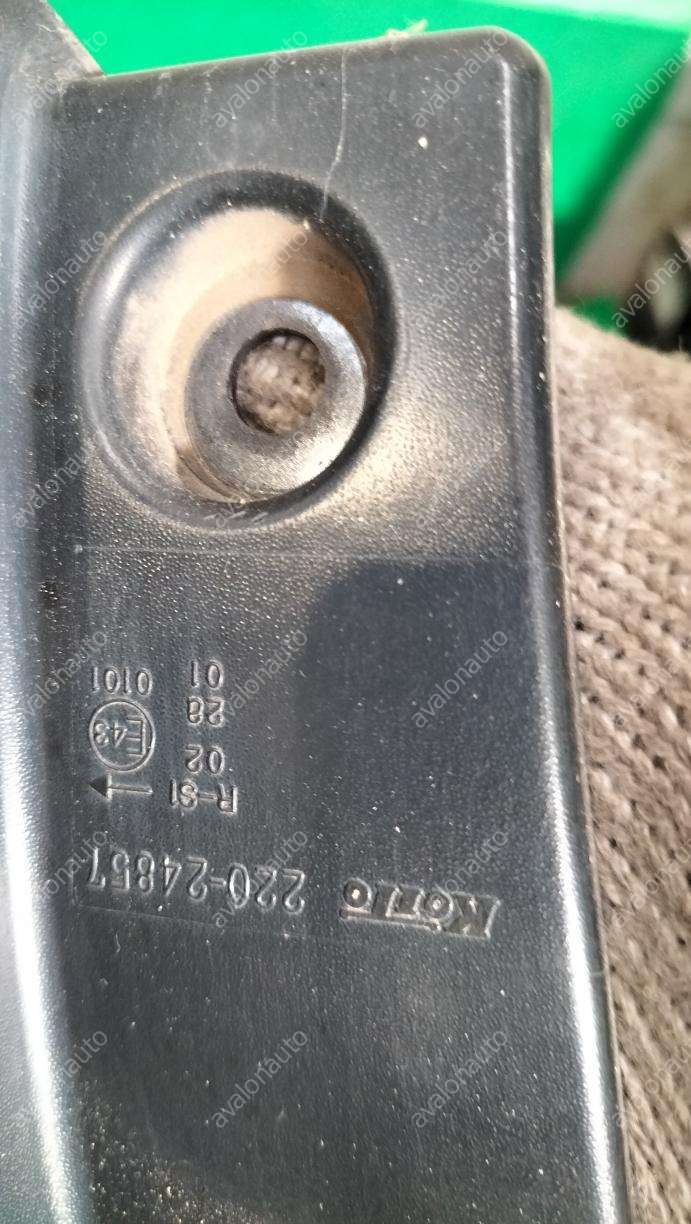 KOITO 220-24857
R-S1 →
02 E43
28
01 0101
avalonauto